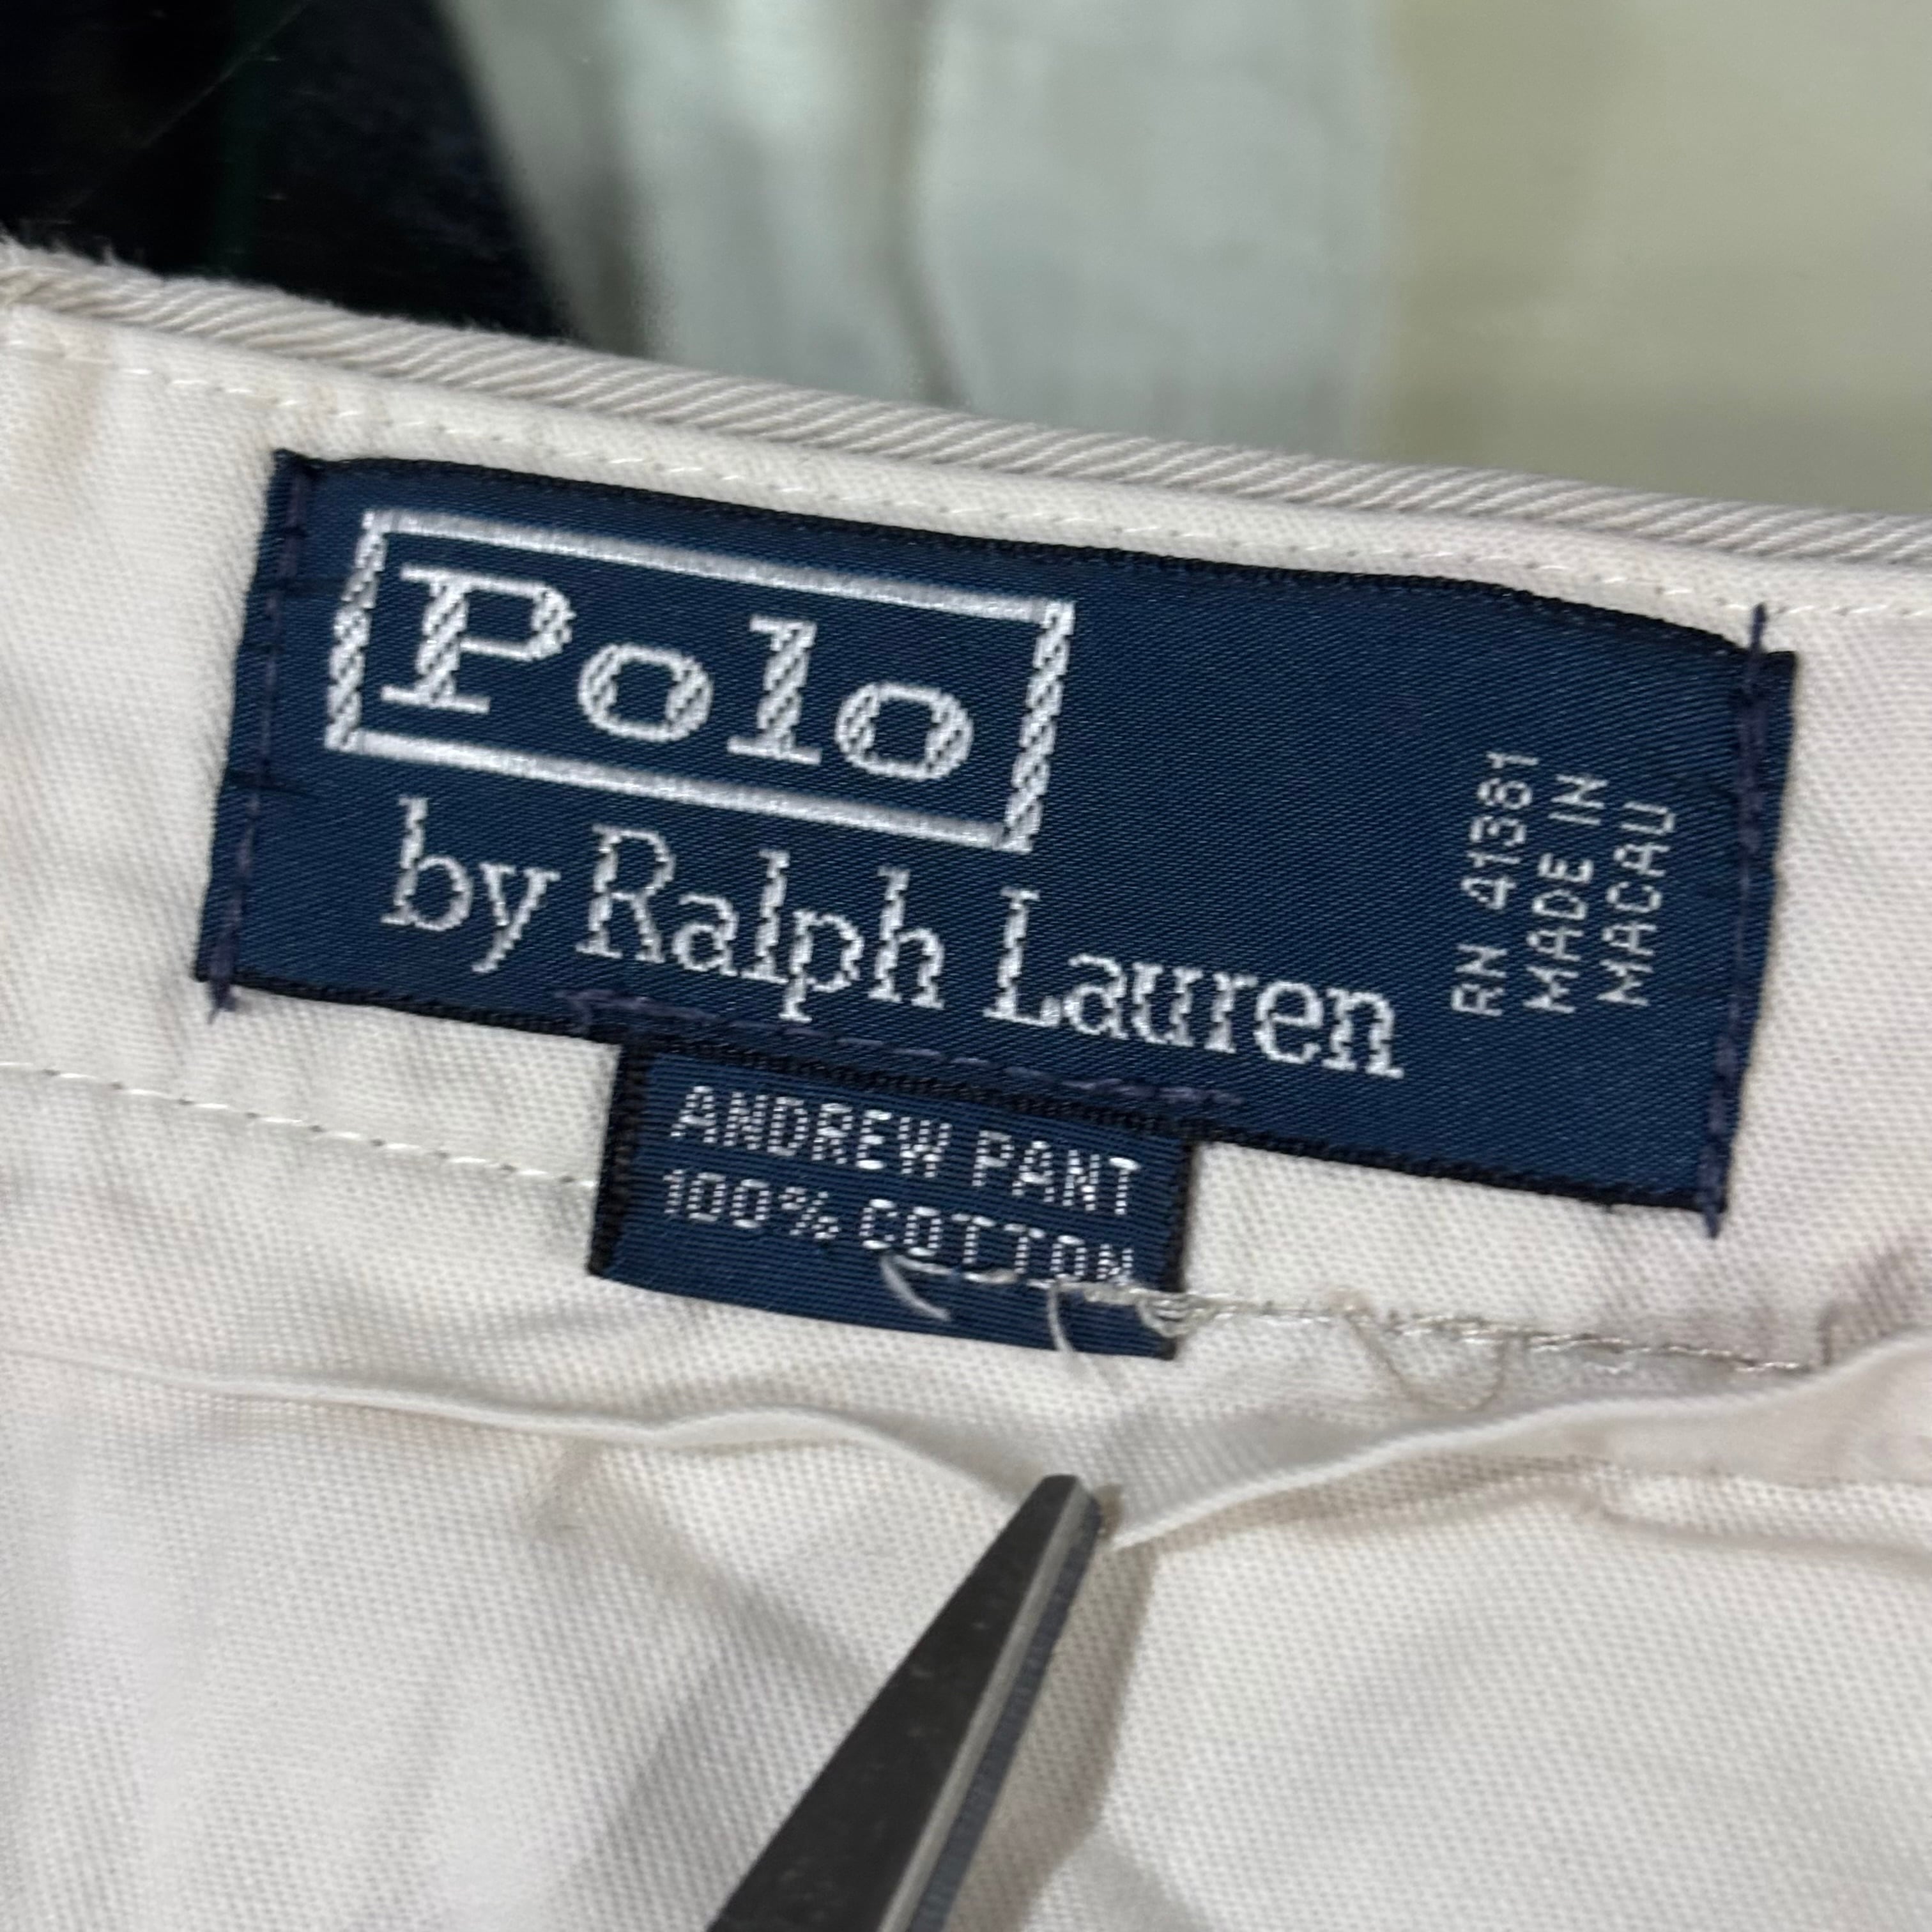 Polo
by Ralph Lauren
RN 41381
MADE IN
MACAU
ANDREW PANT
100% COTTON